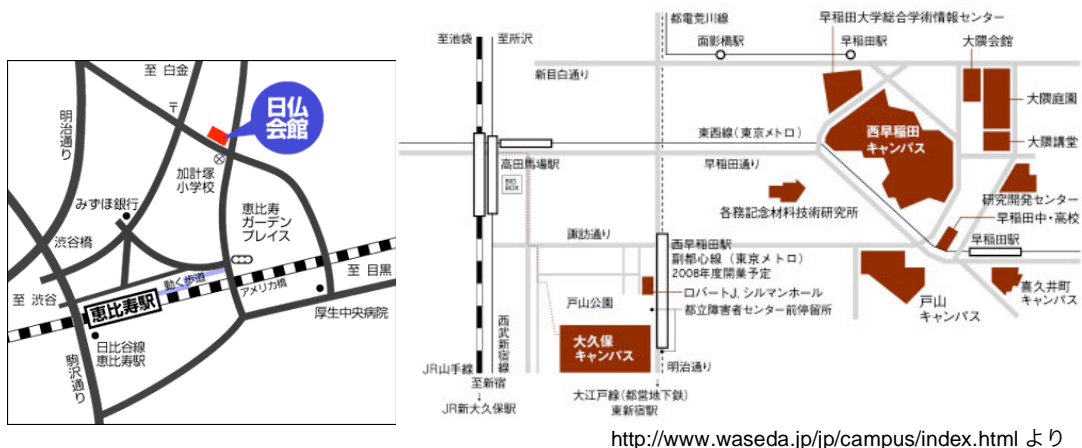 至 白金
〒
明治通り
日仏
会館
加計塚
小学校
みずほ銀行
恵比寿
ガーデン
プレイス
渋谷橋
至 目黒
動く歩道
アメリカ橋
至 渋谷
恵比寿駅
厚生中央病院
日比谷線
恵比寿駅
駒沢通り
都電荒川線
早稲田大学総合学術情報センター
至池袋
至所沢
面影橋駅
早稲田駅
大隈会館
新目白通り
大隈庭園
東西線(東京メトロ)
西早稲田
キャンパス
大隈講堂
高田馬場駅
早稲田通り
BIG
BOX
各務記念材料技術研究所
研究開発センター
早稲田中・高校
諏訪通り
西早稲田駅
副都心線 (東京メトロ)
2008年度開業予定
早稲田駅
ロバートJ. シルマンホール
戸山公園
都立障害者センター前停留所
戸山
キャンパス
喜久井町
キャンパス
西武新宿線
大久保
キャンパス
明治通り
JR山手線
至新宿
↓
JR新大久保駅
↓
大江戸線(都営地下鉄)
東新宿駅
http://www.waseda.jp/jp/campus/index.html より